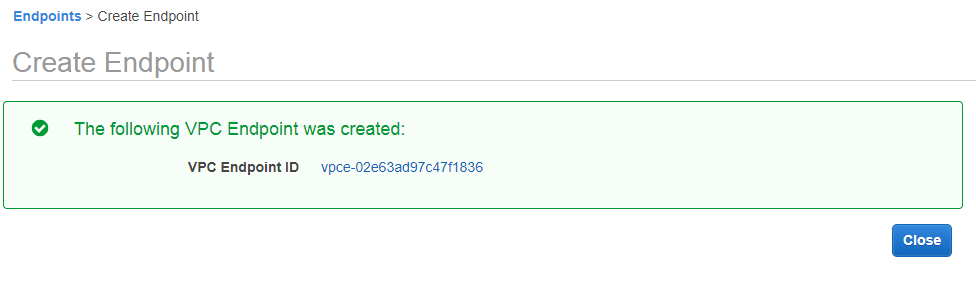 Endpoints > Create Endpoint
Create Endpoint
The following VPC Endpoint was created:
VPC Endpoint ID vpce-02e63ad97c47f1836
Close